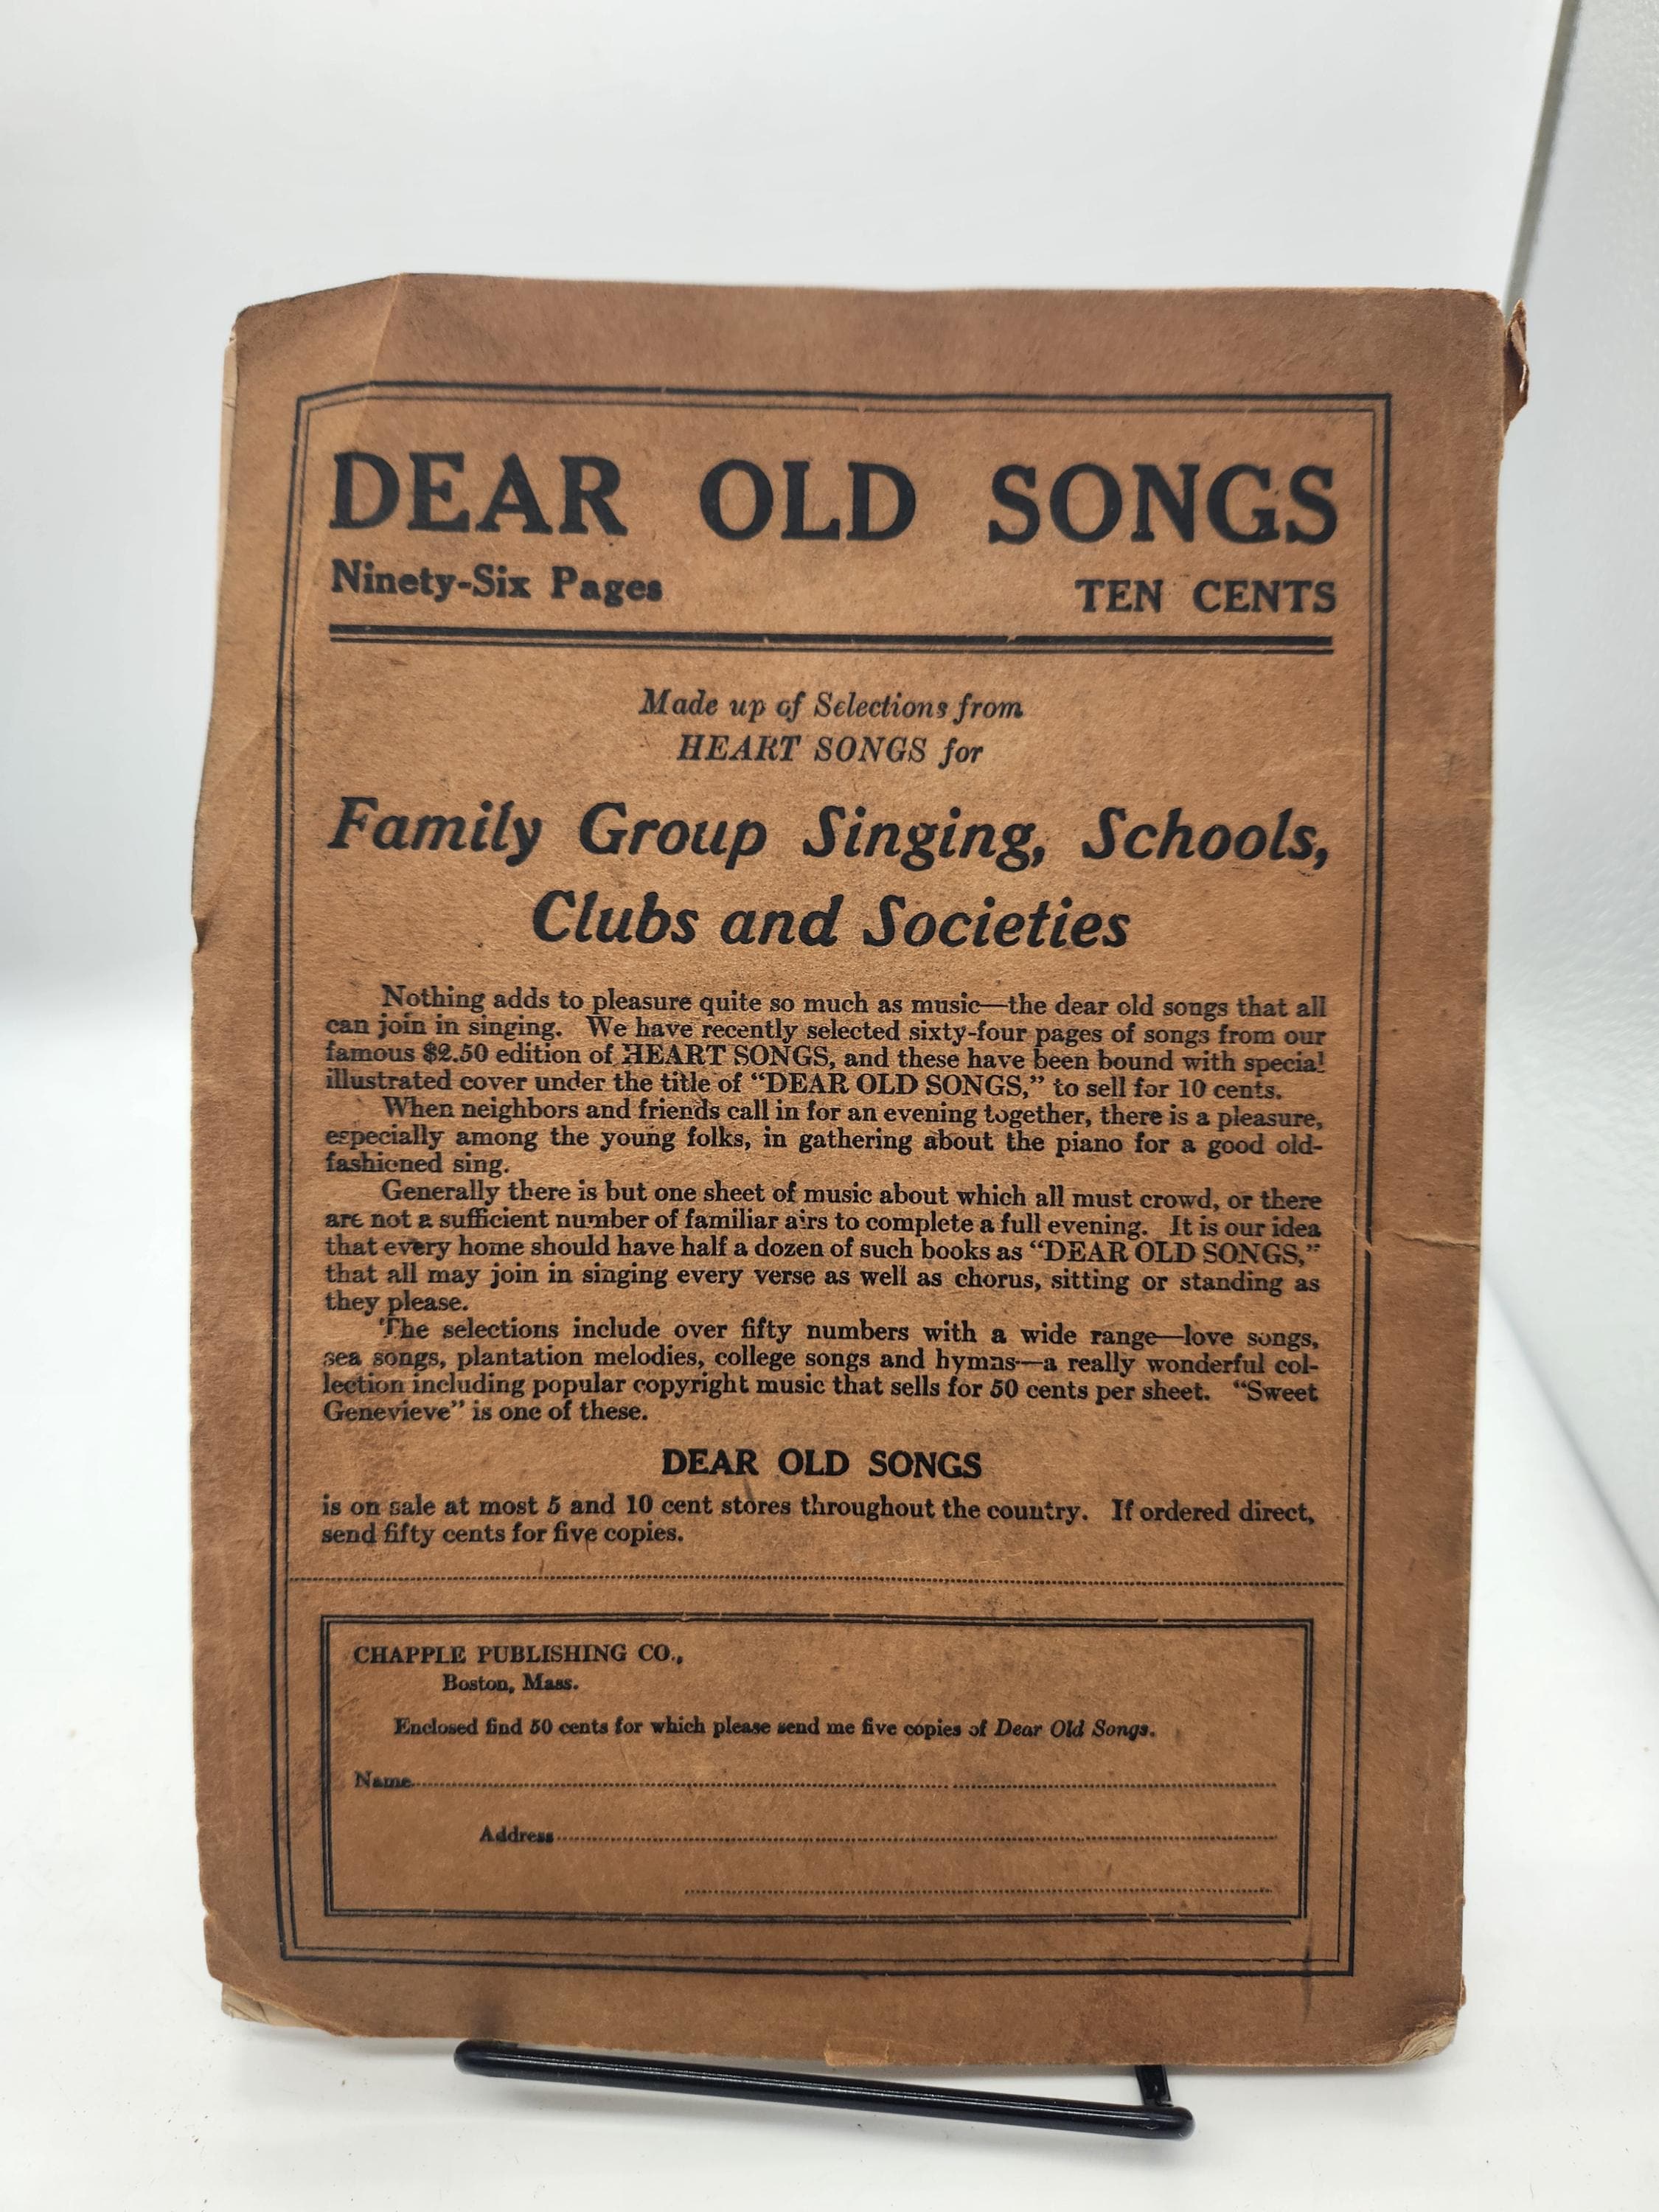 DEAR OLD SONGS
Ninety-Six Pages TEN CENTS
Made up of Selections from
HEART SONGS for
Family Group Singing, Schools,
Clubs and Societies
Nothing adds to pleasure quite so much as music—the dear old songs that all
can join in singing. We have recently selected sixty-four pages of songs from our
famous $2.50 edition of HEART SONGS, and these have been bound with special
illustrated cover under the title of “DEAR OLD SONGS,” to sell for 10 cents.
When neighbors and friends call in for an evening together, there is a pleasure,
especially among the young folks, in gathering about the piano for a good old-
fashioned sing.
Generally there is but one sheet of music about which all must crowd, or there
are not a sufficient number of familiar airs to complete a full evening. It is our idea
that every home should have half a dozen of such books as “DEAR OLD SONGS,”
that all may join in singing every verse as well as chorus, sitting or standing as
they please.
The selections include over fifty numbers with a wide range—love songs,
sea songs, plantation melodies, college songs and hymns—a really wonderful col-
lection including popular copyright music that sells for 50 cents per sheet. “Sweet
Genevieve” is one of these.
DEAR OLD SONGS
is on sale at most 5 and 10 cent stores throughout the country. If ordered direct,
send fifty cents for five copies.
CHAPPLE PUBLISHING CO.,
Boston, Mass.
Enclosed find 50 cents for which please send me five copies of Dear Old Songs.
Name
Address